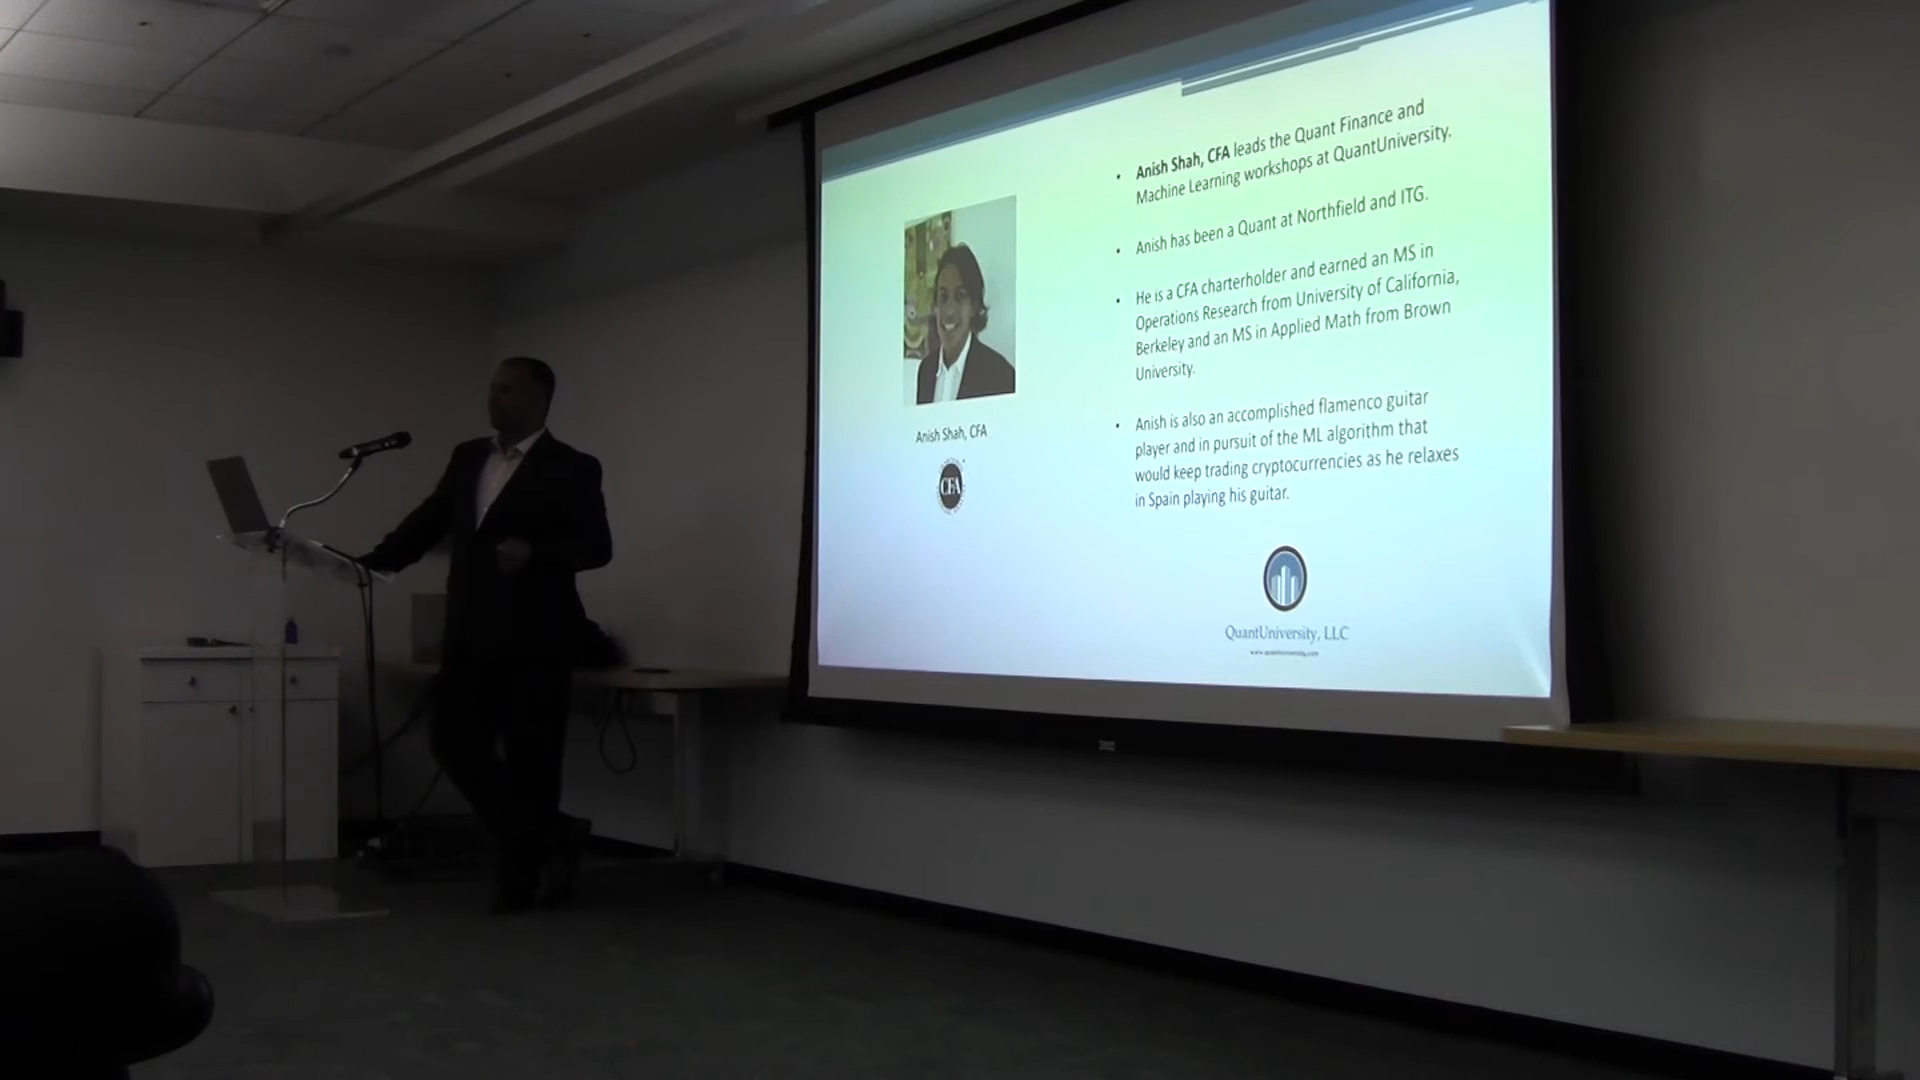 • Anish Shah, CFA leads the Quant Finance and
Machine Learning workshops at QuantUniversity.
• Anish has been a Quant at Northfield and ITG.
• He is a CFA charterholder and earned an MS in
Operations Research from University of California,
Berkeley and an MS in Applied Math from Brown
University.
• Anish is also an accomplished flamenco guitar
player and in pursuit of the ML algorithm that
would keep trading cryptocurrencies as he relaxes
in Spain playing his guitar.
Anish Shah, CFA
CFA
QuantUniversity, LLC
www.quantuniversity.com